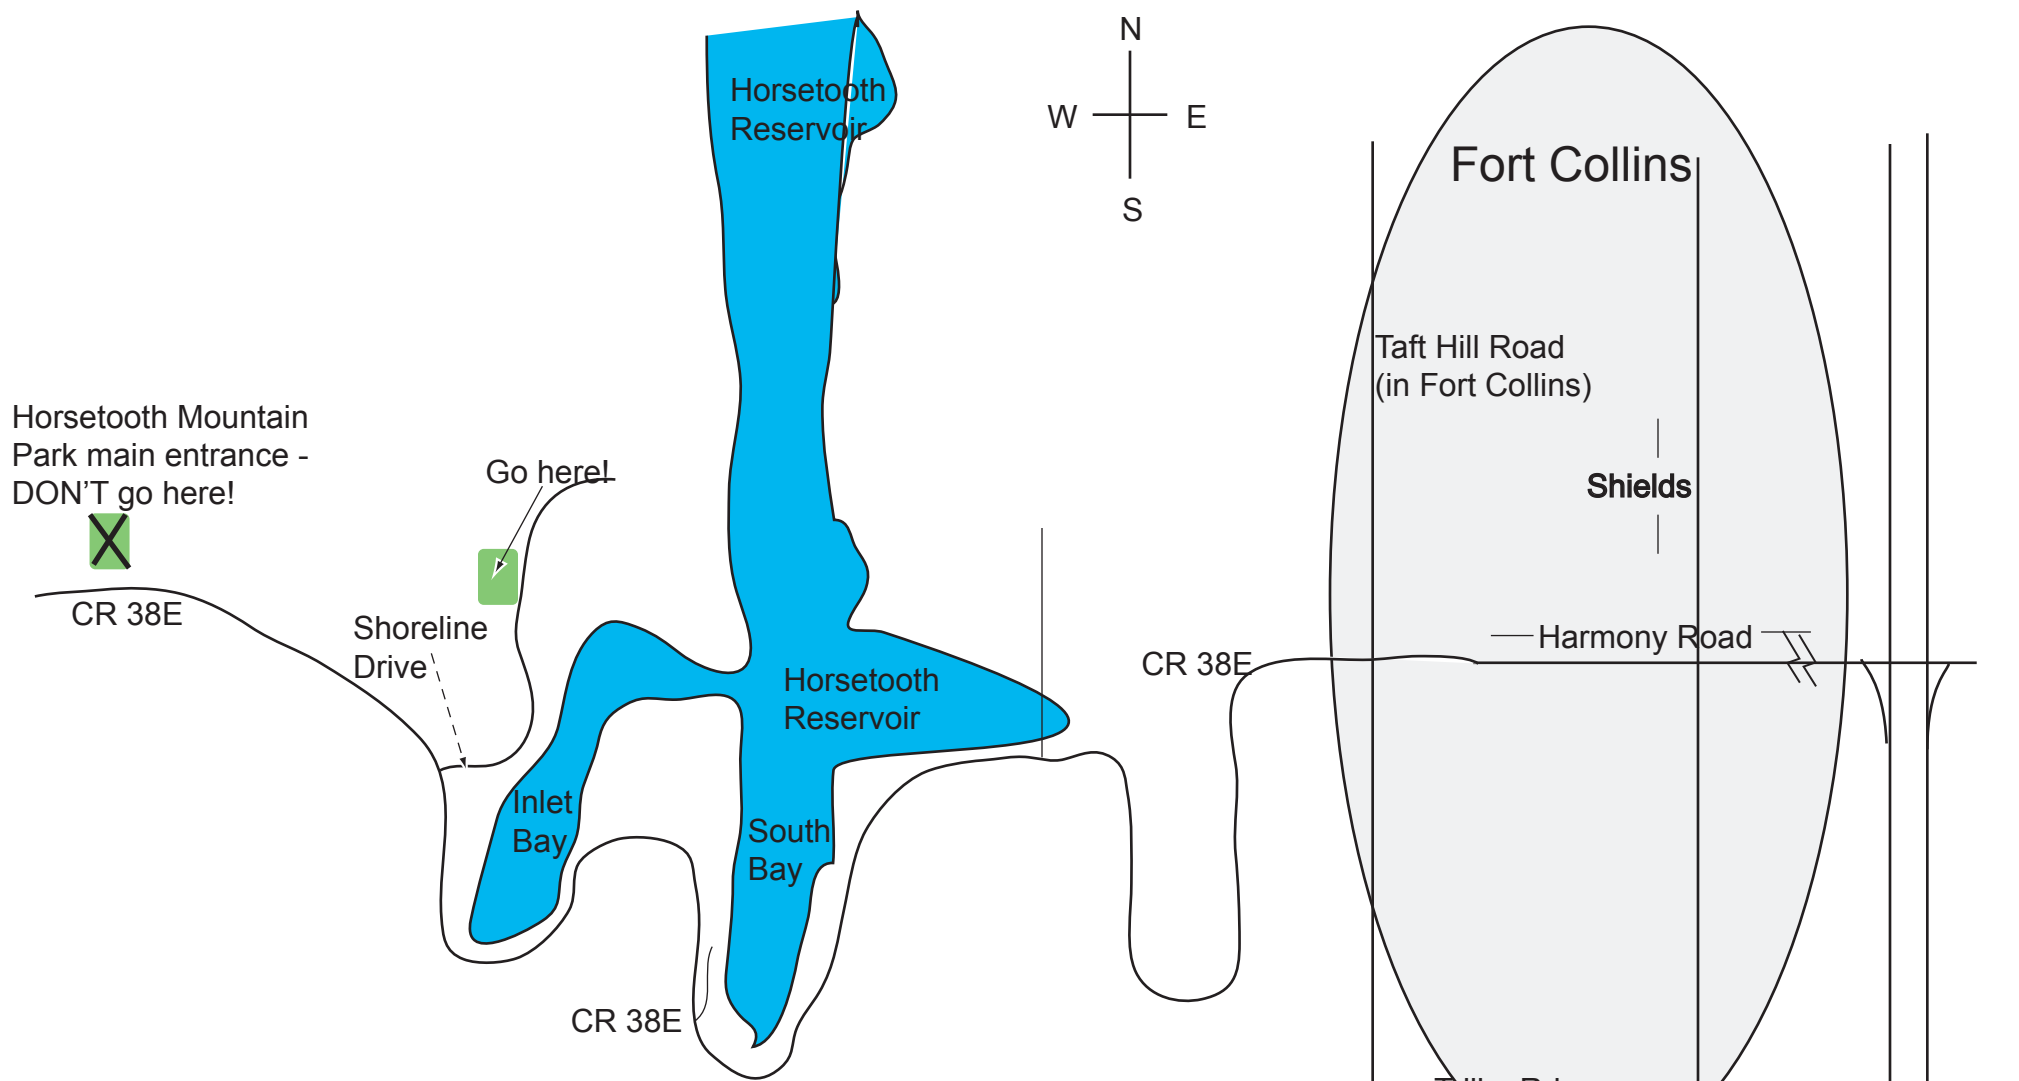 N
W
E
S
Horsetooth
Reservoir
Fort Collins
Taft Hill Road
(in Fort Collins)
Horsetooth Mountain
Park main entrance -
DON'T go here!
Go here!
Shields
CR 38E
Shoreline
Drive
Harmony Road
CR 38E
Horsetooth
Reservoir
Inlet
Bay
South
Bay
CR 38E